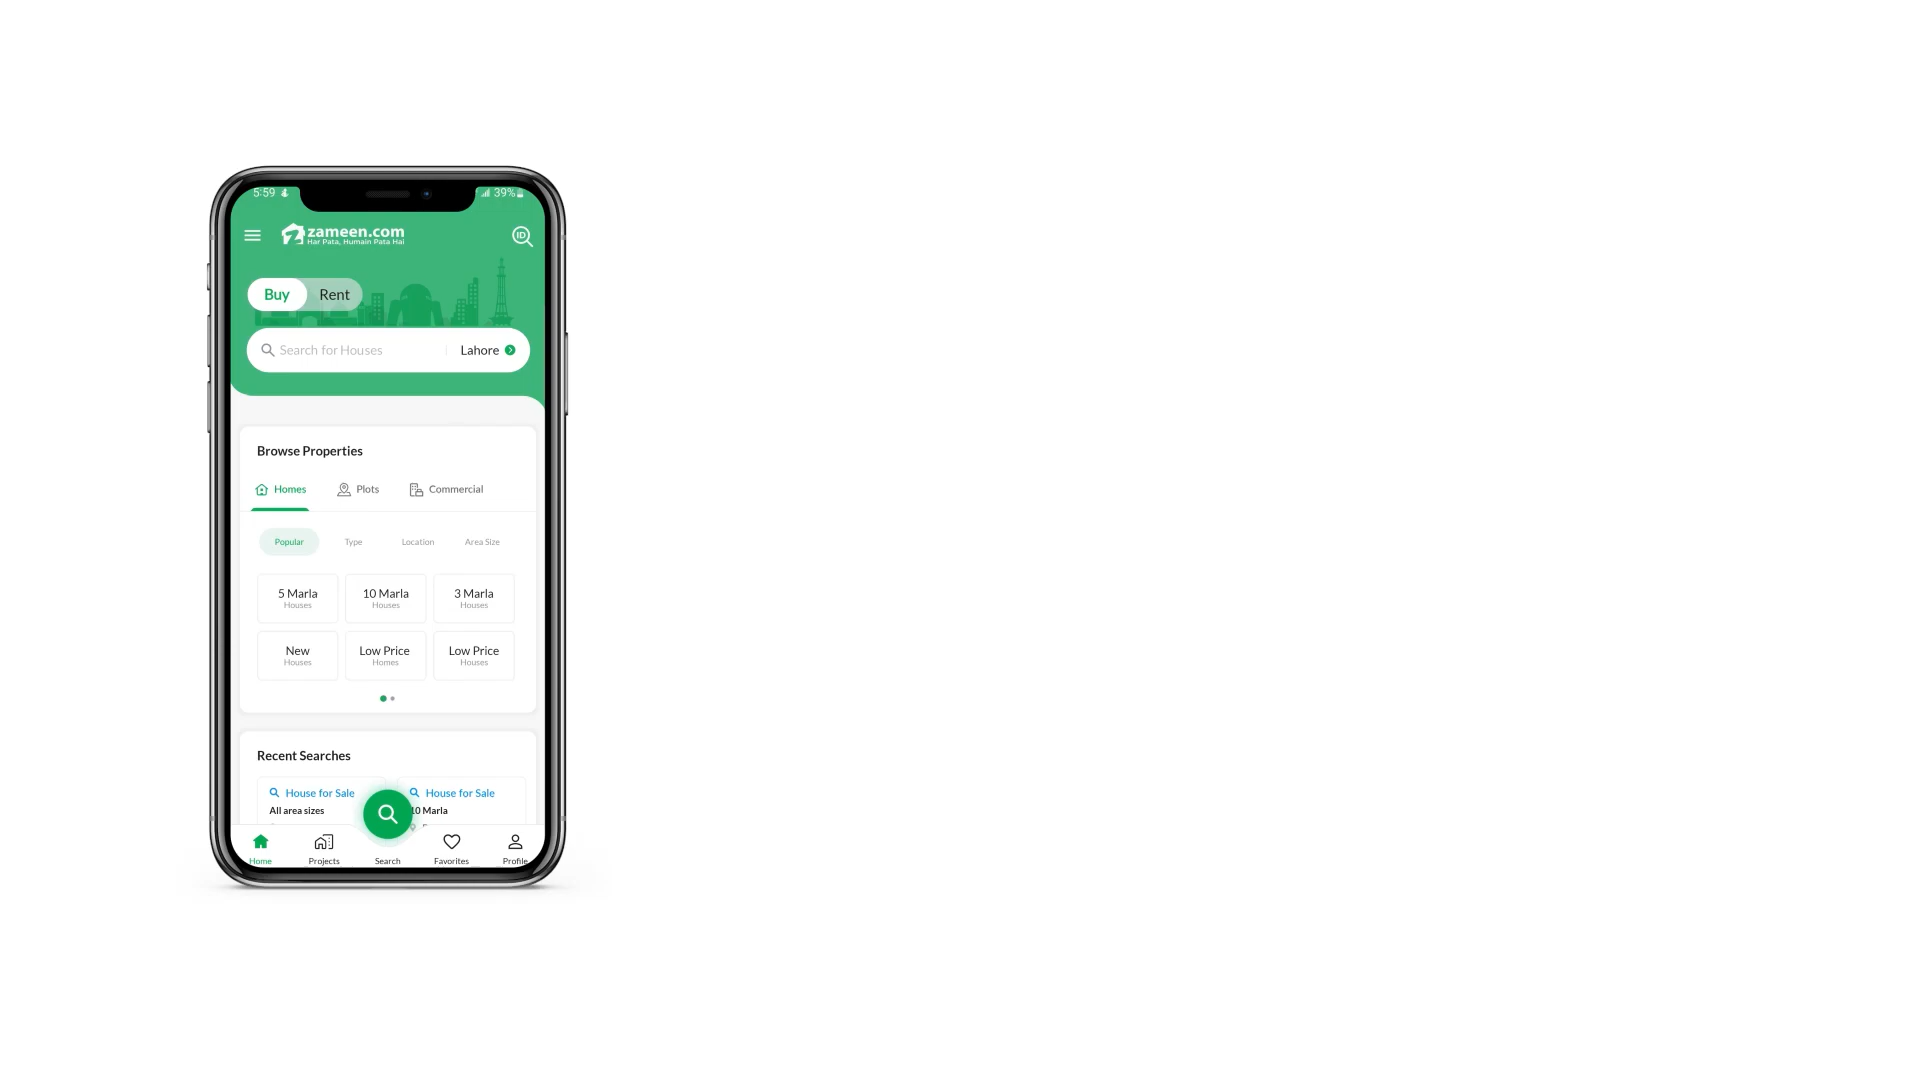 5:59
39%
zameen.com
Har Pata, Humain Pata Hai
ID
Buy Rent
Search for Houses Lahore
Browse Properties
Homes Plots Commercial
Popular Type Location Area Size
5 Marla 10 Marla 3 Marla
Houses Houses Houses
New Low Price Low Price
Houses Homes Houses
Recent Searches
House for Sale House for Sale
All area sizes 10 Marla
Home Projects Search Favorites Profile